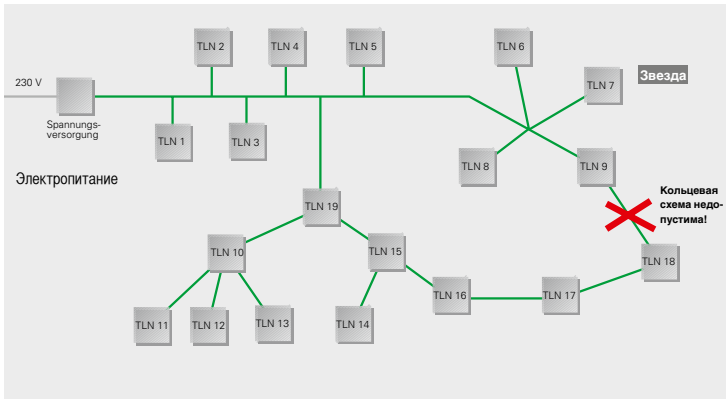 TLN 2
TLN 4
TLN 5
TLN 6
TLN 7
Звезда
230 V
Spannungs-
versorgung
TLN 1
TLN 3
TLN 8
TLN 9
Электропитание
Кольцевая
схема недо-
пустима!
TLN 19
TLN 10
TLN 15
TLN 18
TLN 16
TLN 17
TLN 11
TLN 12
TLN 13
TLN 14